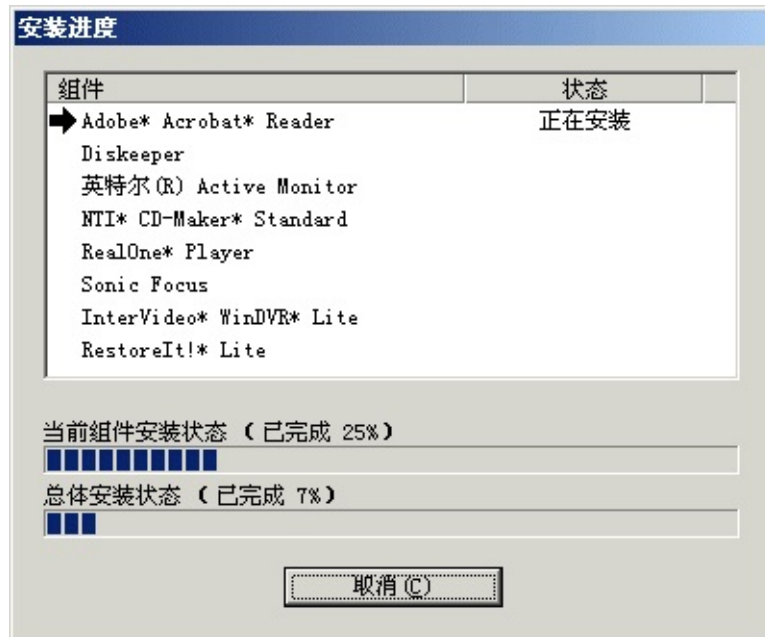 安装进度
组件 状态
Adobe* Acrobat* Reader 正在安装
Diskeeper
英特尔(R) Active Monitor
NTI* CD-Maker* Standard
RealOne* Player
Sonic Focus
InterVideo* WinDVR* Lite
RestoreIt!* Lite
当前组件安装状态 (已完成 25%)
总体安装状态 (已完成 7%)
取消(C)